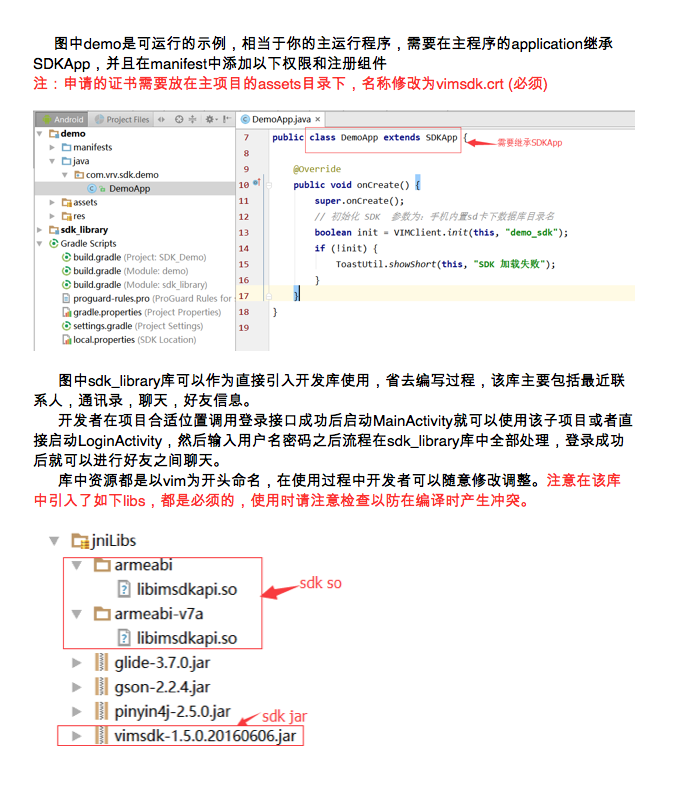 图中demo是可运行的示例，相当于你的主运行程序，需要在主程序的application继承
SDKApp，并且在manifest中添加以下权限和注册组件
注：申请的证书需要放在主项目的assets目录下，名称修改为vimsdk.crt (必须)
Android Project Files
demo
manifests
java
com.vrv.sdk.demo
DemoApp
assets
res
sdk_library
Gradle Scripts
build.gradle (Project: SDK_Demo)
build.gradle (Module: demo)
build.gradle (Module: sdk_library)
proguard-rules.pro (ProGuard Rules for
gradle.properties (Project Properties)
settings.gradle (Project Settings)
local.properties (SDK Location)
DemoApp.java ×
7 public class DemoApp extends SDKApp {
需要继承SDKApp
8
9 @Override
10 public void onCreate() {
11 super.onCreate();
12 // 初始化 SDK 参数为：手机内置sd卡下数据库目录名
13 boolean init = VIMClient.init(this, "demo_sdk");
14 if (!init) {
15 ToastUtil.showShort(this, "SDK 加载失败");
16 }
17 }
18 }
19
图中sdk_library库可以作为直接引入开发库使用，省去编写过程，该库主要包括最近联
系人，通讯录，聊天，好友信息。
开发者在项目合适位置调用登录接口成功后启动MainActivity就可以使用该子项目或者直
接启动LoginActivity，然后输入用户名密码之后流程在sdk_library库中全部处理，登录成功
后就可以进行好友之间聊天。
库中资源都是以vim为开头命名，在使用过程中开发者可以随意修改调整。注意在该库
中引入了如下libs，都是必须的，使用时请注意检查以防在编译时产生冲突。
jniLibs
armeabi
libimsdkapi.so
sdk so
armeabi-v7a
libimsdkapi.so
glide-3.7.0.jar
gson-2.2.4.jar
pinyin4j-2.5.0.jar
sdk jar
vimsdk-1.5.0.20160606.jar